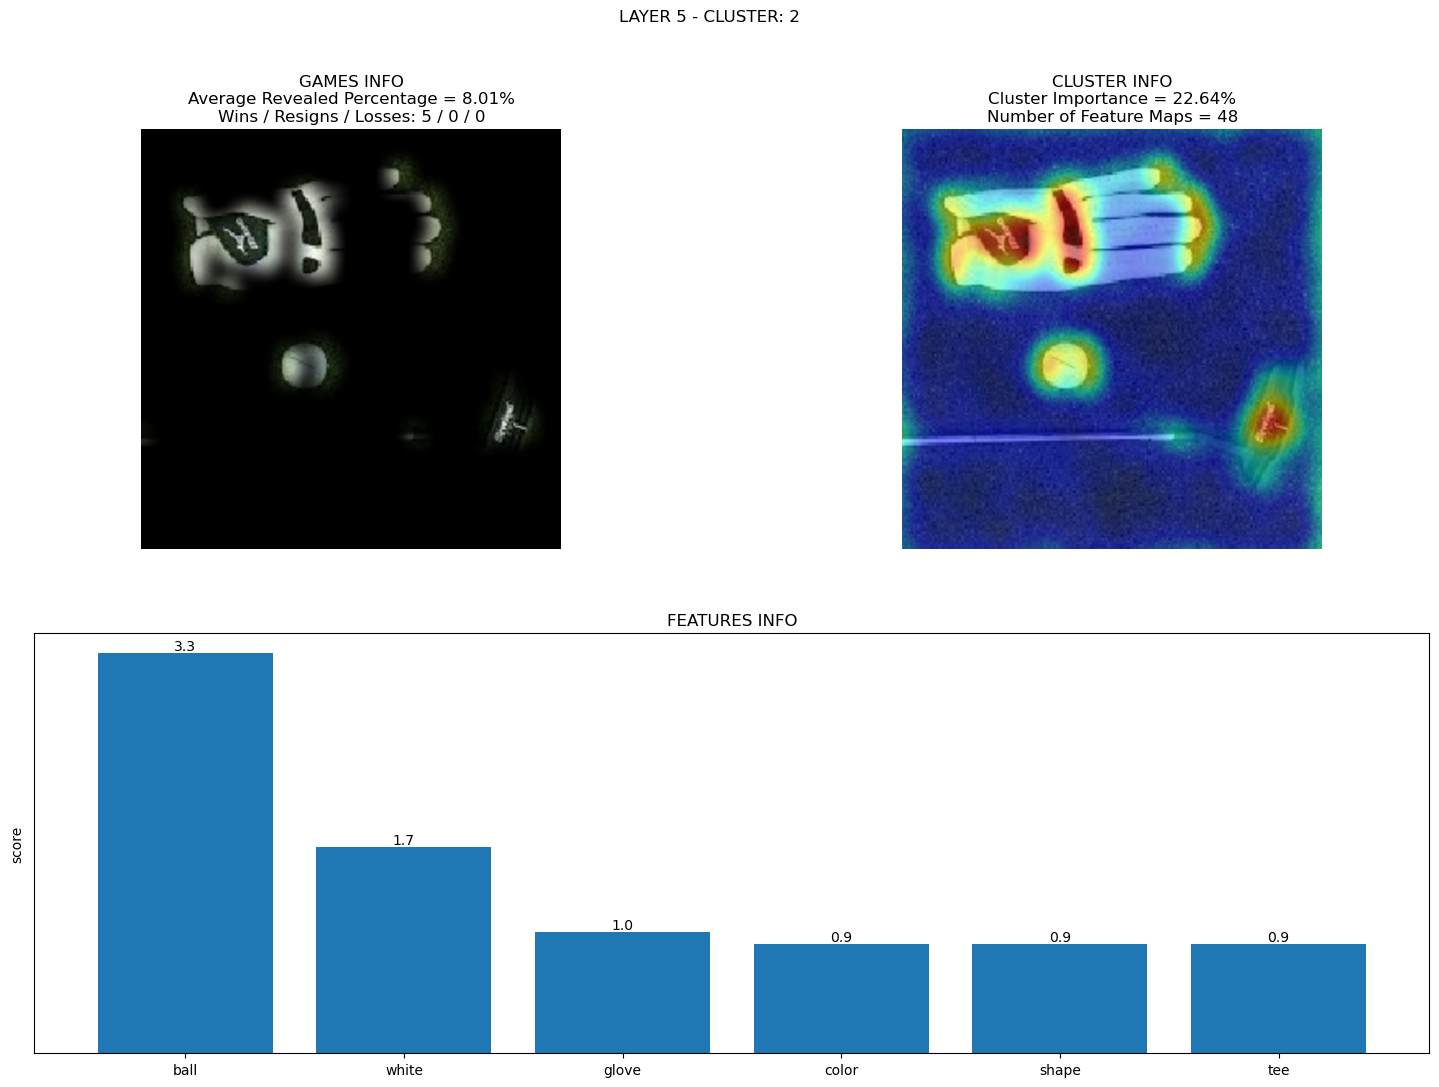 LAYER 5 - CLUSTER: 2
GAMES INFO
Average Revealed Percentage = 8.01%
Wins / Resigns / Losses: 5 / 0 / 0
CLUSTER INFO
Cluster Importance = 22.64%
Number of Feature Maps = 48
FEATURES INFO
score
3.3
1.7
1.0
0.9
0.9
0.9
ball
white
glove
color
shape
tee